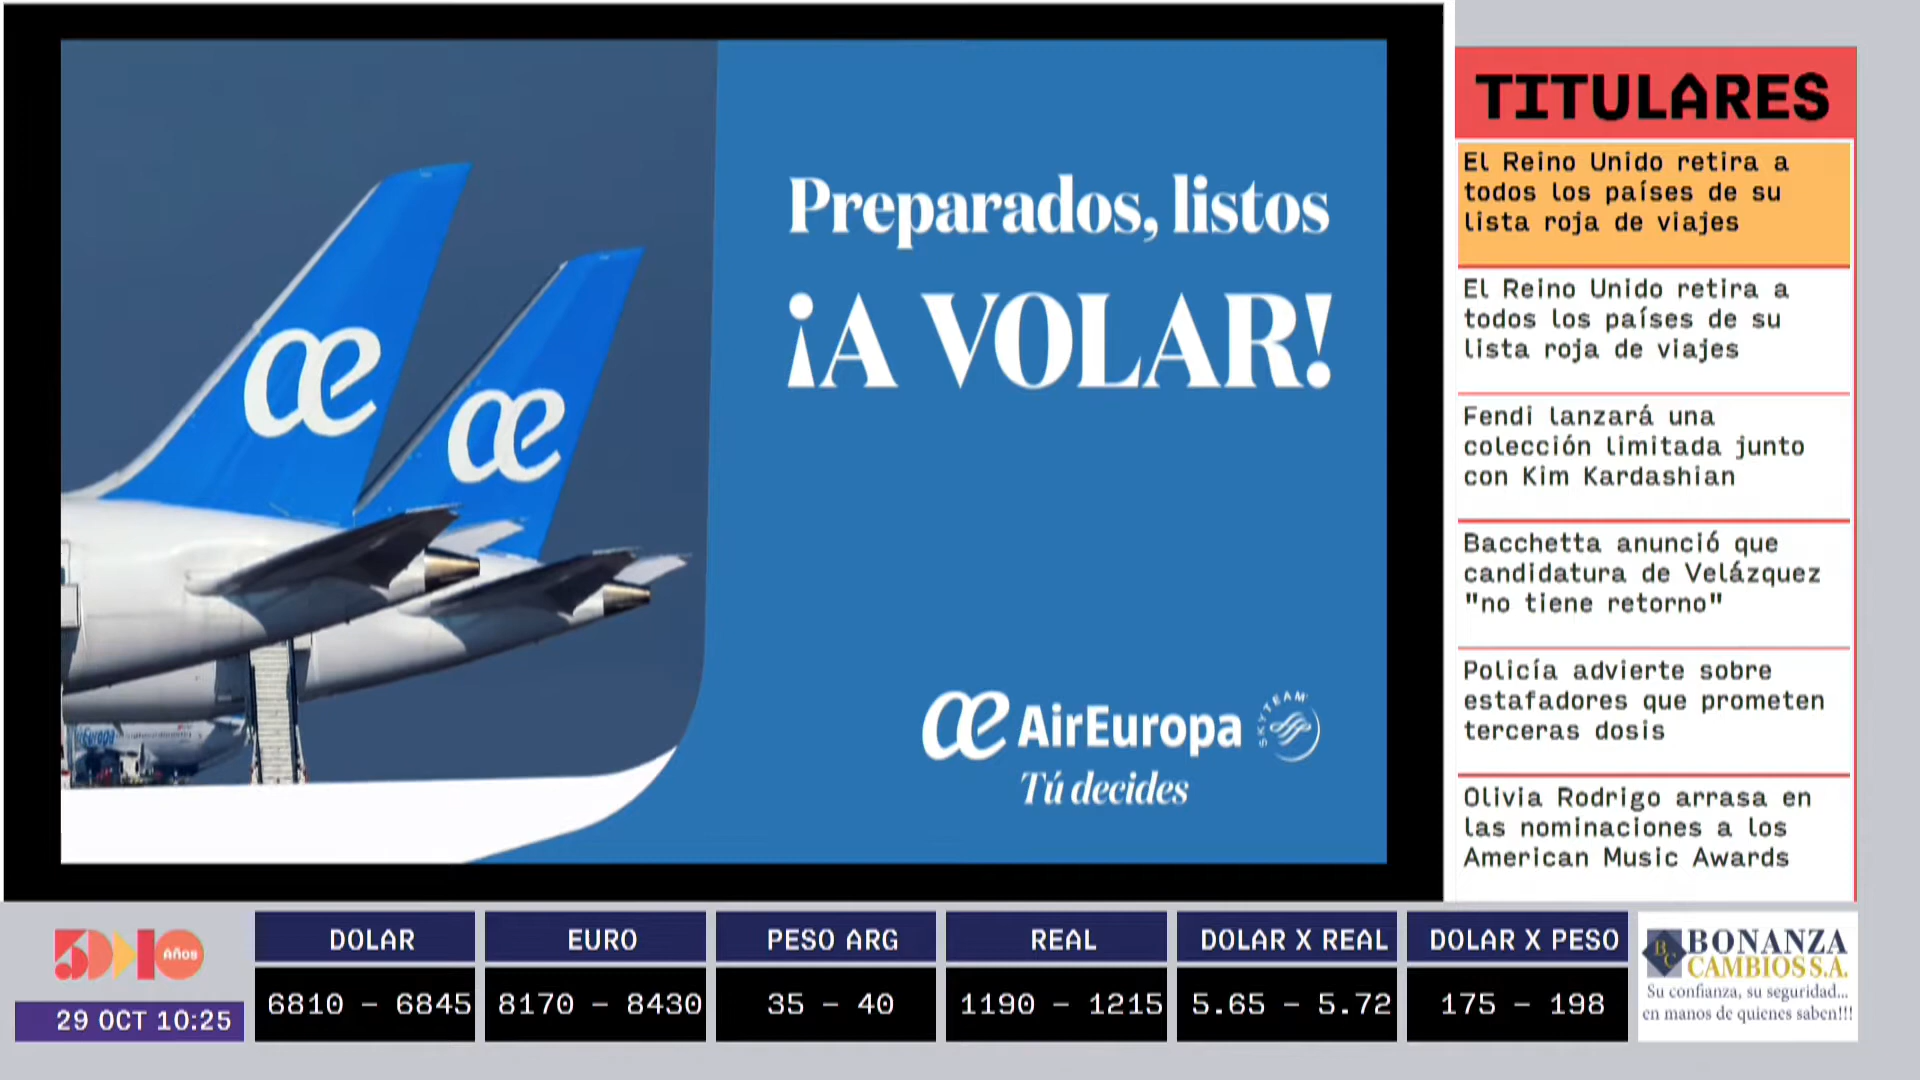 Preparados, listos
¡A VOLAR!
æ
æ
AirEuropa
æ AirEuropa
SKYTEAM
Tú decides
TITULARES
El Reino Unido retira a
todos los países de su
lista roja de viajes
El Reino Unido retira a
todos los países de su
lista roja de viajes
Fendi lanzará una
colección limitada junto
con Kim Kardashian
Bacchetta anunció que
candidatura de Velázquez
"no tiene retorno"
Policía advierte sobre
estafadores que prometen
terceras dosis
Olivia Rodrigo arrasa en
las nominaciones a los
American Music Awards
5D10 Años
29 OCT 10:25
DOLAR
6810 - 6845
EURO
8170 - 8430
PESO ARG
35 - 40
REAL
1190 - 1215
DOLAR X REAL
5.65 - 5.72
DOLAR X PESO
175 - 198
BC BONANZA
CAMBIOS S.A.
Su confianza, su seguridad...
en manos de quienes saben!!!